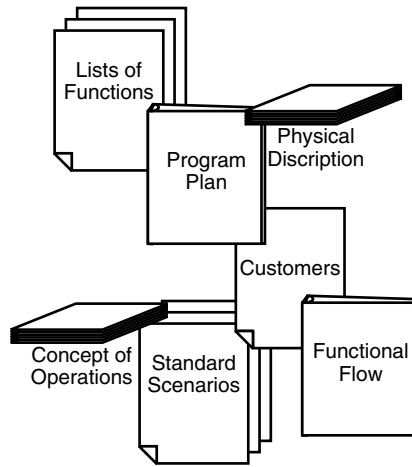 Lists of
Functions
Program
Plan
Physical
Discription
Customers
Concept of
Operations
Standard
Scenarios
Functional
Flow